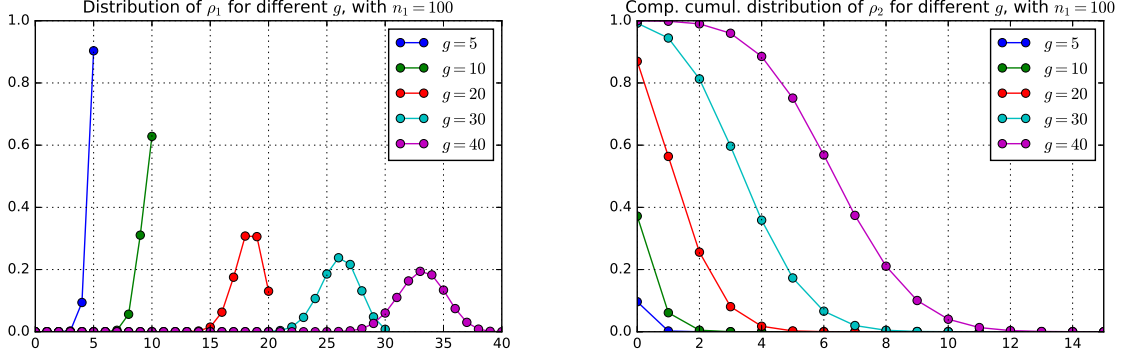 Distribution of ρ₁ for different g, with n₁ = 100
1.0
0.8
0.6
0.4
0.2
0.0
0 5 10 15 20 25 30 35 40
g = 5
g = 10
g = 20
g = 30
g = 40
Comp. cumul. distribution of ρ₂ for different g, with n₁ = 100
1.0
0.8
0.6
0.4
0.2
0.0
0 2 4 6 8 10 12 14
g = 5
g = 10
g = 20
g = 30
g = 40